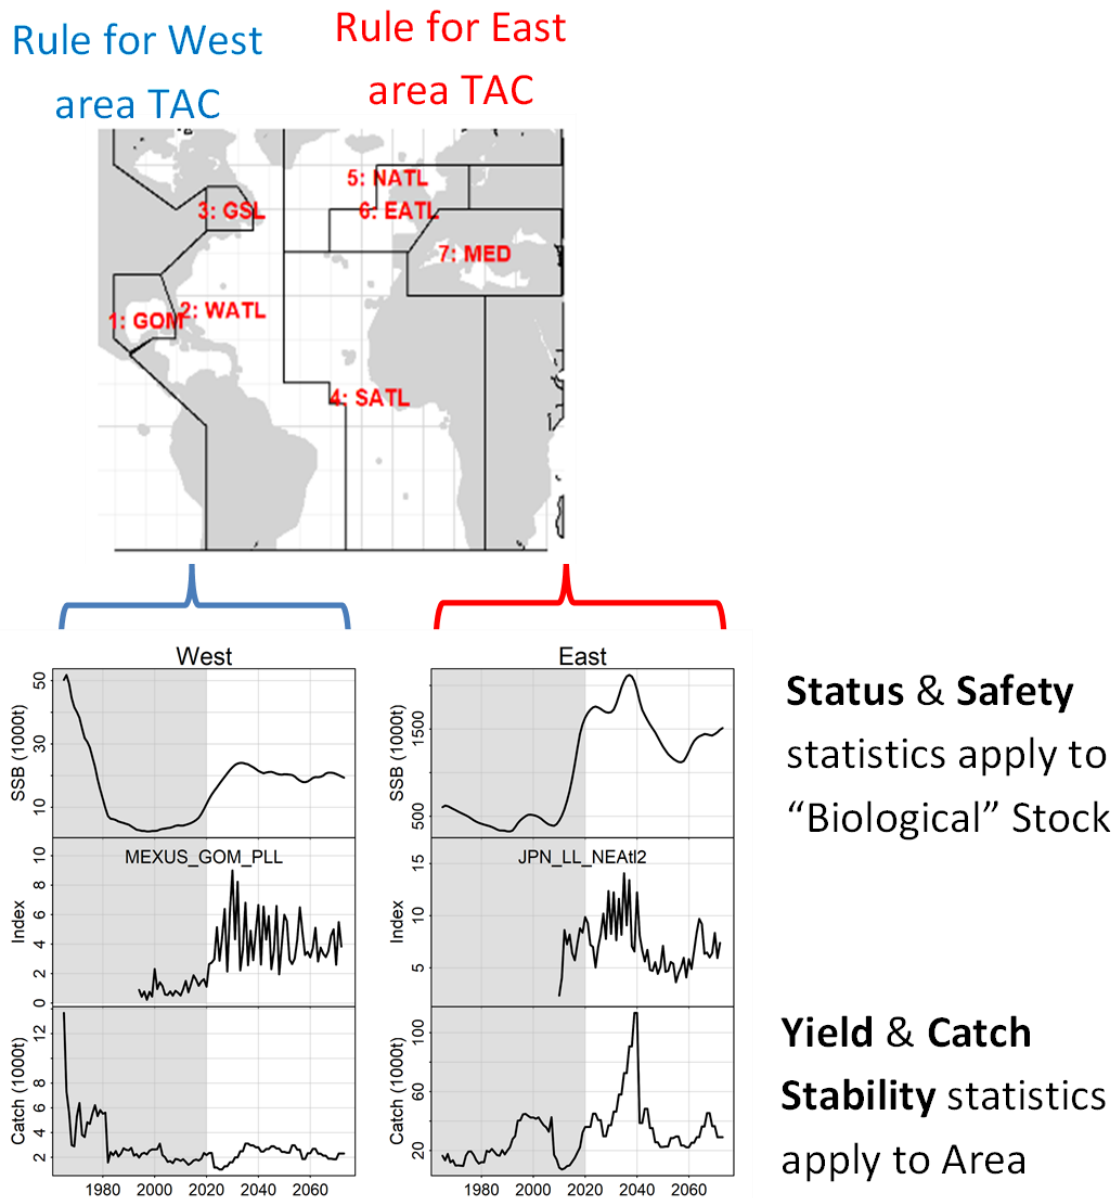 Rule for West
area TAC
Rule for East
area TAC
5: NATL
3: GSL
6: EATL
7: MED
2: WATL
1: GOM
4: SATL
West
East
SSB (1000t)
50
30
10
SSB (1000t)
1500
500
Status & Safety
statistics apply to
“Biological” Stock
MEXUS_GOM_PLL
Index
10
8
6
4
2
0
JPN_LL_NEAtl2
Index
15
10
5
Catch (1000t)
12
8
6
4
2
Catch (1000t)
100
60
20
Yield & Catch
Stability statistics
apply to Area
1980 2000 2020 2040 2060
1980 2000 2020 2040 2060